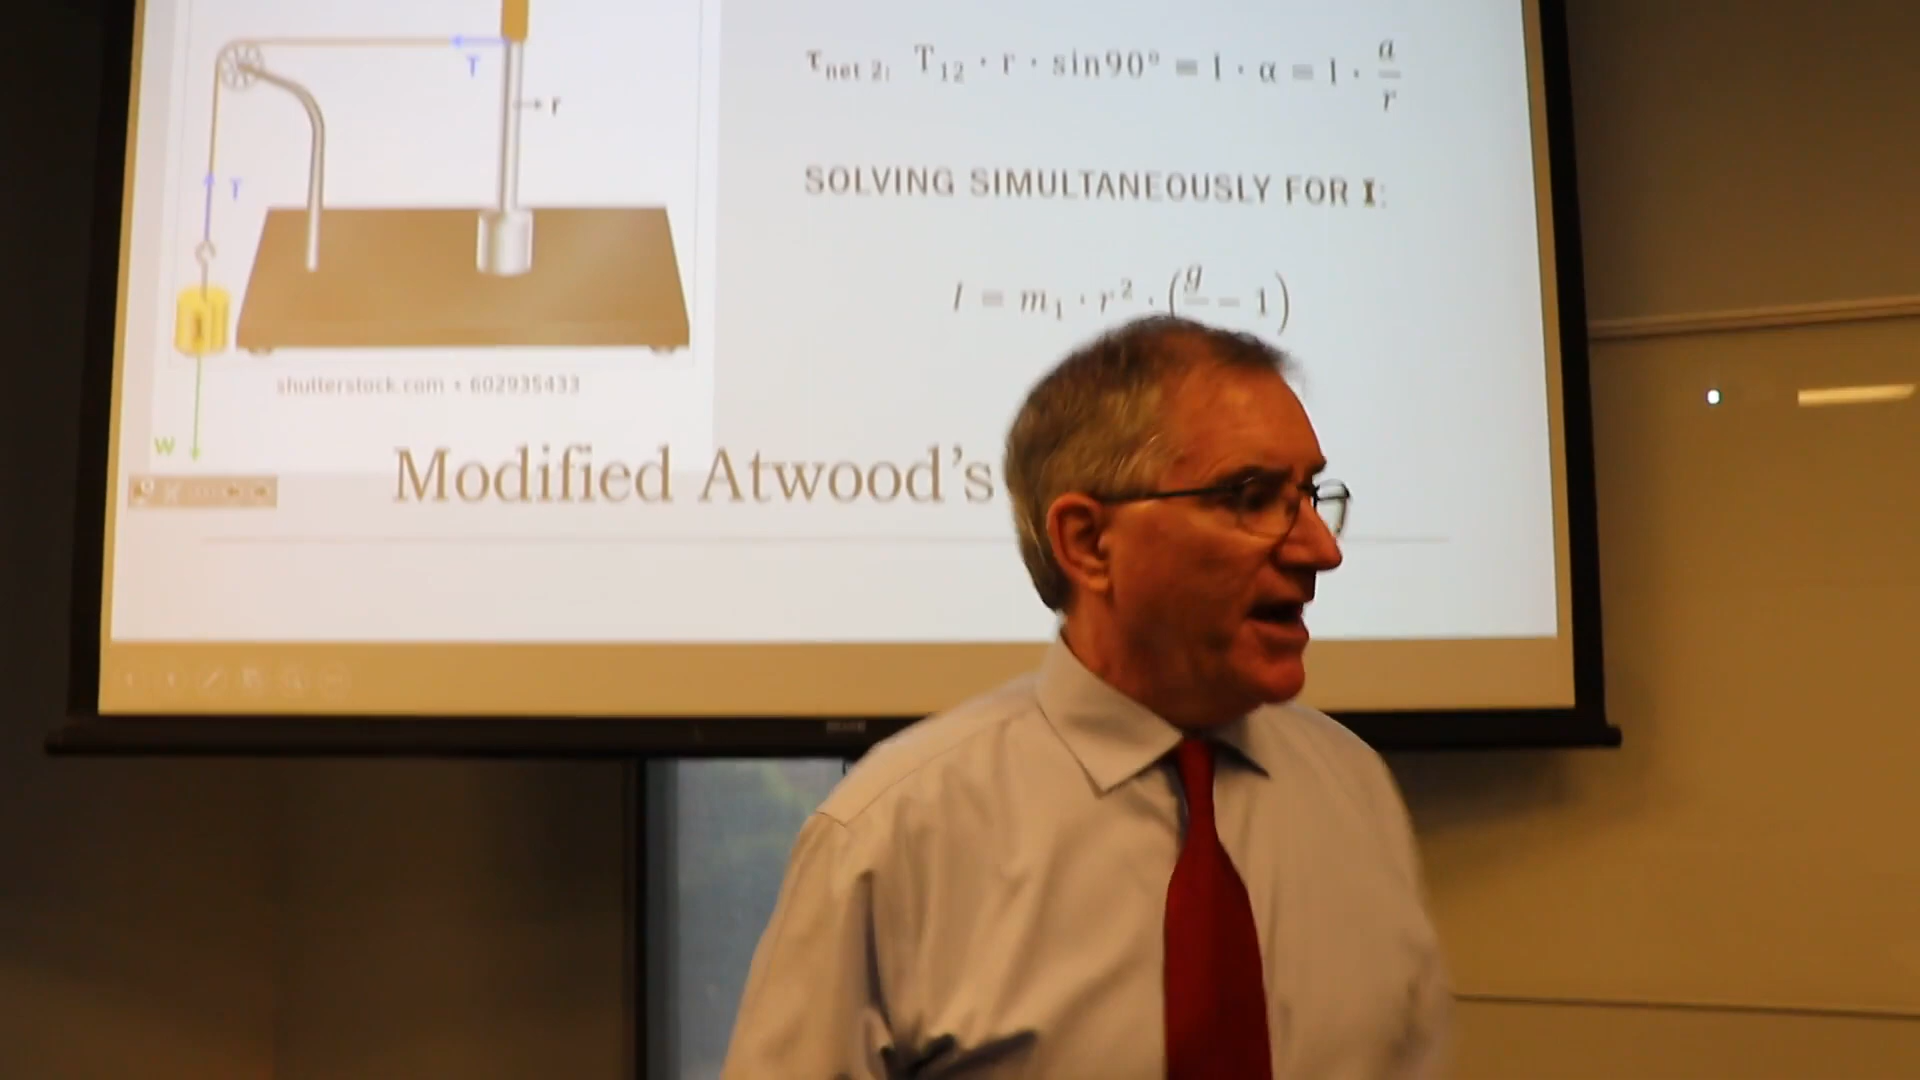 T
r
T
w
shutterstock.com • 602935433
τnet 2: T₁₂ · r · sin90° = I · α = I · a/r
SOLVING SIMULTANEOUSLY FOR I:
I = m₁ · r² · (g/ − 1)
Modified Atwood's